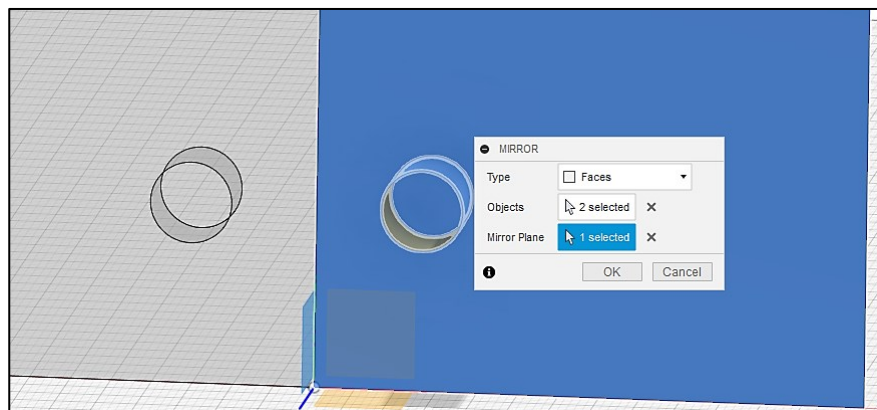 MIRROR
Type Faces
Objects 2 selected
Mirror Plane 1 selected
OK Cancel